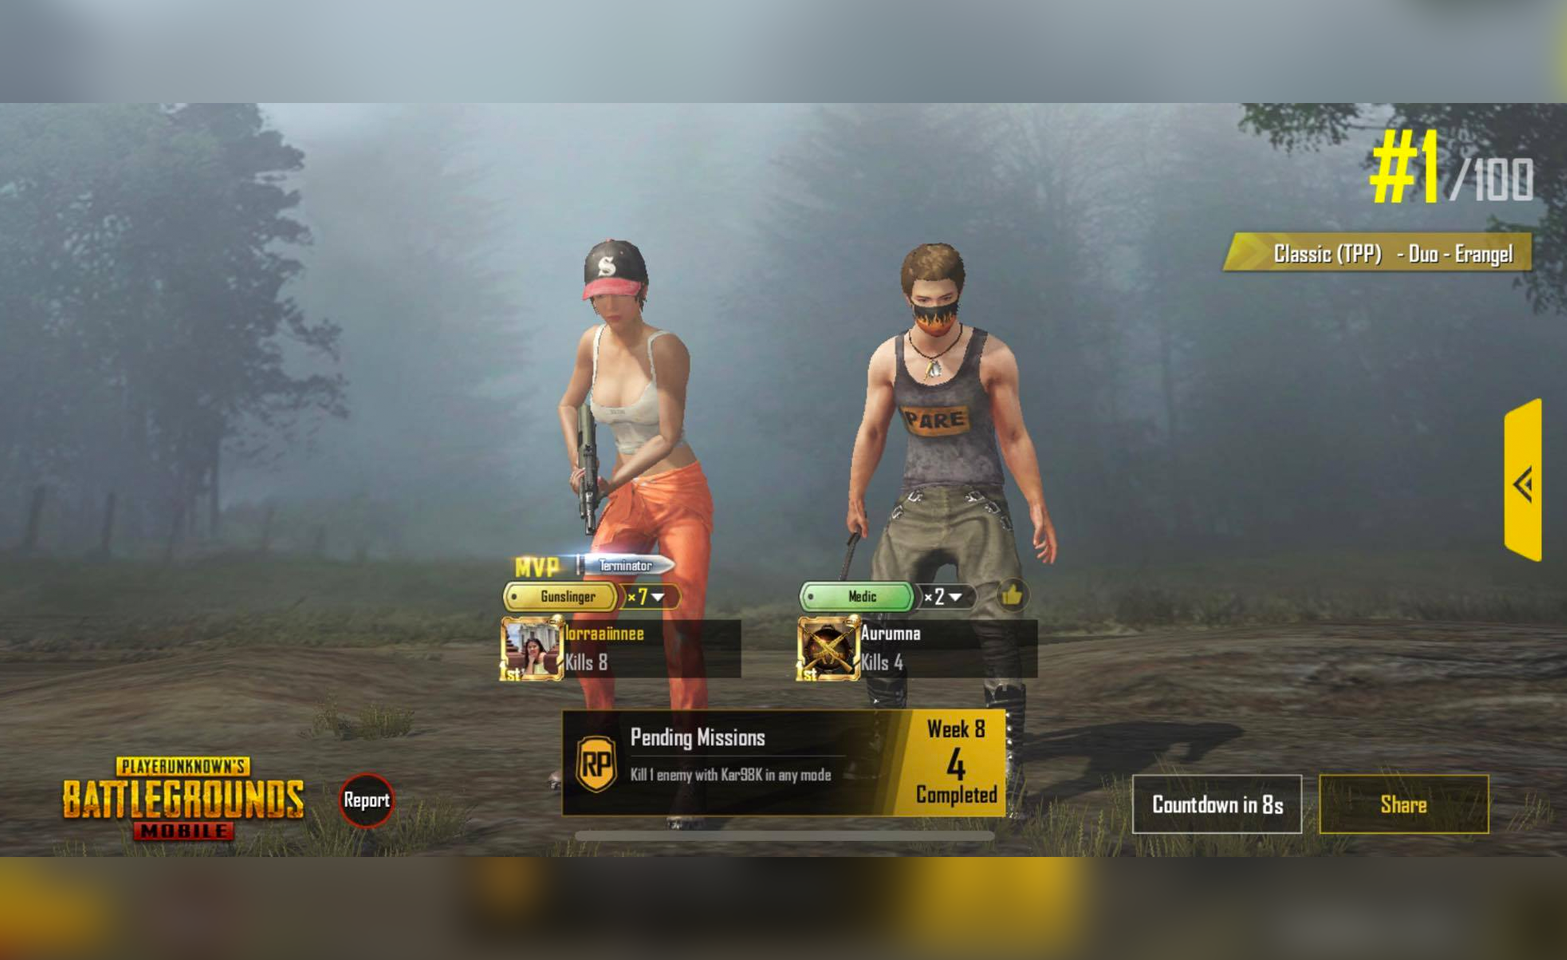 #1/100
Classic (TPP) - Duo - Erangel
S
PARE
MVP Terminator
Gunslinger ×7
lorraaiinnee
Kills 8
1st
Medic ×2
Aurumna
Kills 4
1st
RP
Pending Missions
Kill 1 enemy with Kar98K in any mode
Week 8
4
Completed
PLAYERUNKNOWN'S
BATTLEGROUNDS
MOBILE
Report
Countdown in 8s
Share